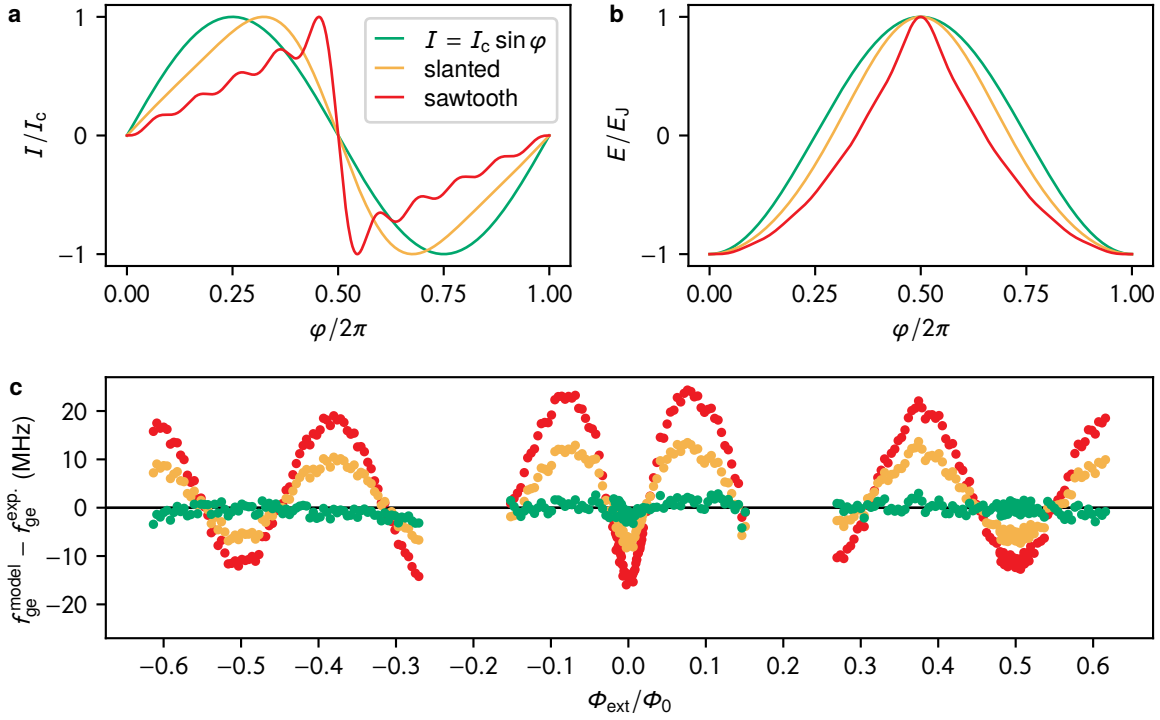 a
I/I_c
1
0
−1
0.00 0.25 0.50 0.75 1.00
φ/2π
I = I_c sin φ
slanted
sawtooth
b
E/E_J
1
0
−1
0.00 0.25 0.50 0.75 1.00
φ/2π
c
f_ge^model − f_ge^exp. (MHz)
20
10
0
−10
−20
−0.6 −0.5 −0.4 −0.3 −0.2 −0.1 0.0 0.1 0.2 0.3 0.4 0.5 0.6
Φ_ext/Φ_0